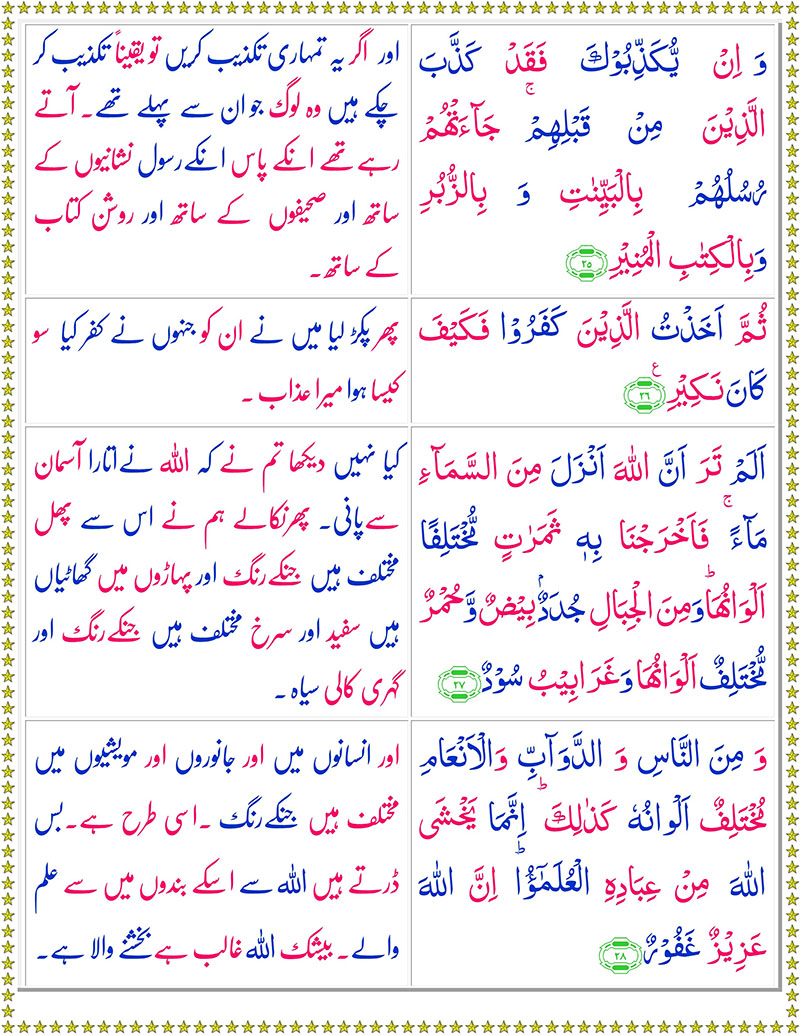 وَ اِنۡ يُّكَذِّبُوۡكَ فَقَدۡ كَذَّبَ
الَّذِيۡنَ مِنۡ قَبۡلِهِمۡ ۚ جَآءَتۡهُمۡ
رُسُلُهُمۡ بِالۡبَيِّنٰتِ وَ بِالزُّبُرِ
وَبِالۡكِتٰبِ الۡمُنِيۡرِ ۲۵
اور اگر یہ تمہاری تکذیب کریں تو یقیناً تکذیب کر
چکے ہیں وہ لوگ جو ان سے پہلے تھے۔ آتے
رہے تھے انکے پاس انکے رسول نشانیوں کے
ساتھ اور صحیفوں کے ساتھ اور روشن کتاب
کے ساتھ۔
ثُمَّ اَخَذۡتُ الَّذِيۡنَ كَفَرُوۡا فَكَيۡفَ
كَانَ نَـكِيۡرِ ع ۲۶
پھر پکڑ لیا میں نے ان کو جنہوں نے کفر کیا سو
کیسا ہوا میرا عذاب ۔
اَلَمۡ تَرَ اَنَّ اللّٰهَ اَنۡزَلَ مِنَ السَّمَآءِ
مَآءً ۚ فَاَخۡرَجۡنَا بِهٖ ثَمَرٰتٍ مُّخۡتَلِفًا
اَلۡوَانُهَا ؕ وَمِنَ الۡجِبَالِ جُدَدٌۢ بِيۡضٌ وَّحُمۡرٌ
مُّخۡتَلِفٌ اَلۡوَانُهَا وَغَرَابِيۡبُ سُوۡدٌ ۲۷
کیا نہیں دیکھا تم نے کہ اللہ نے اتارا آسمان
سے پانی۔ پھر نکالے ہم نے اس سے پھل
مختلف ہیں جنکے رنگ اور پہاڑوں میں گھاٹیاں
ہیں سفید اور سرخ مختلف ہیں جنکے رنگ اور
گہری کالی سیاہ ۔
وَ مِنَ النَّاسِ وَ الدَّوَآبِّ وَالۡاَنۡعَامِ
مُخۡتَلِفٌ اَلۡوَانُهٗ كَذٰلِكَ ؕ اِنَّمَا يَخۡشَى
اللّٰهَ مِنۡ عِبَادِهِ الۡعُلَمٰٓؤُا ؕ اِنَّ اللّٰهَ
عَزِيۡزٌ غَفُوۡرٌ ۲۸
اور انسانوں میں اور جانوروں اور مویشیوں میں
مختلف ہیں جنکے رنگ ۔اسی طرح ہے۔بس
ڈرتے ہیں اللہ سے اسکے بندوں میں سے علم
والے۔ بیشک اللہ غالب ہے بخشنے والا ہے۔